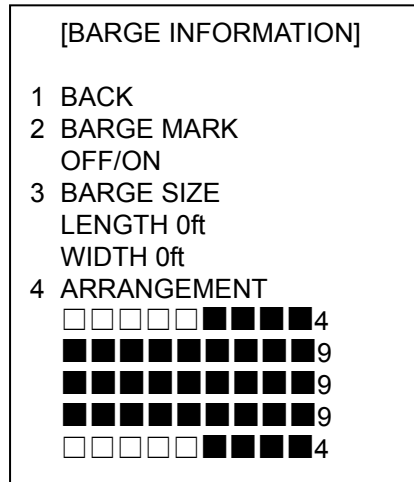 [BARGE INFORMATION]
1 BACK
2 BARGE MARK
OFF/ON
3 BARGE SIZE
LENGTH 0ft
WIDTH 0ft
4 ARRANGEMENT
□□□□□■■■■4
■■■■■■■■■9
■■■■■■■■■9
■■■■■■■■■9
□□□□□■■■■4